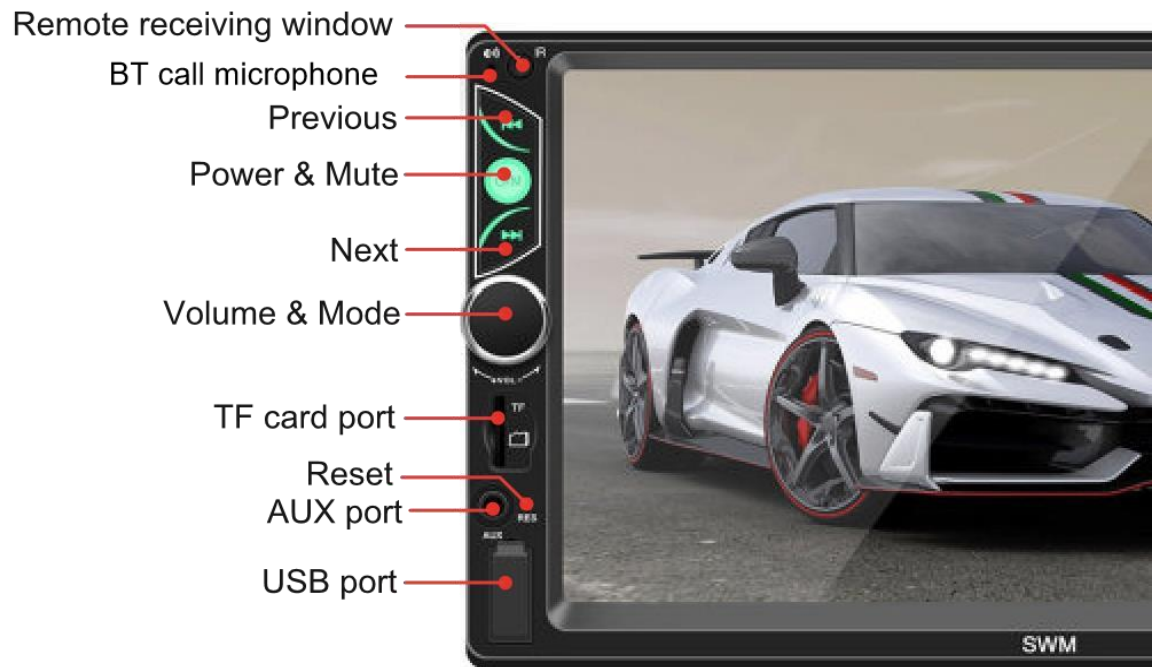 Remote receiving window
IR
BT call microphone
Previous
Power & Mute
Next
Volume & Mode
VOL
TF card port
TF
Reset
AUX port
RES
AUX
USB port
SWM